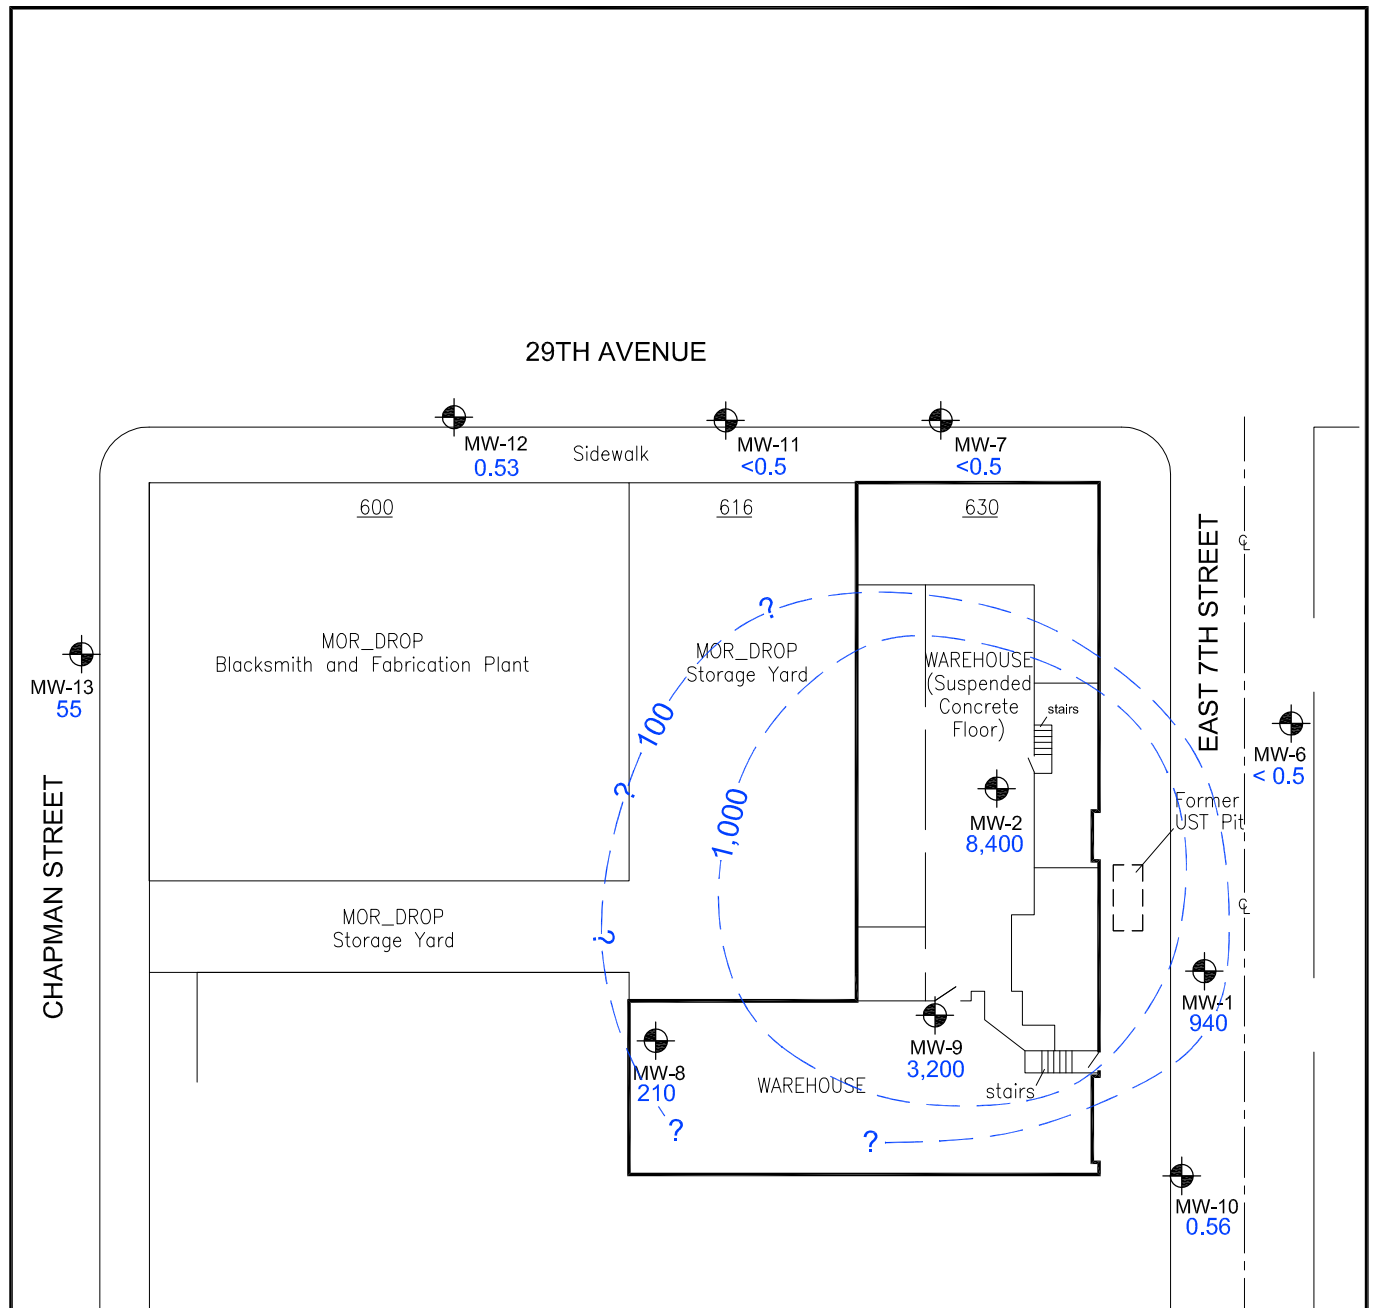 29TH AVENUE
MW-12
0.53
Sidewalk
MW-11
<0.5
MW-7
<0.5
600
616
630
MOR_DROP
Blacksmith and Fabrication Plant
MW-13
55
?
MOR_DROP
Storage Yard
WAREHOUSE
(Suspended
Concrete
Floor)
stairs
EAST 7TH STREET
℄
MW-6
< 0.5
100
?
1,000
MW-2
8,400
Former
UST Pit
CHAPMAN STREET
MOR_DROP
Storage Yard
?
℄
MW-1
940
MW-8
210
MW-9
3,200
WAREHOUSE
stairs
?
?
MW-10
0.56